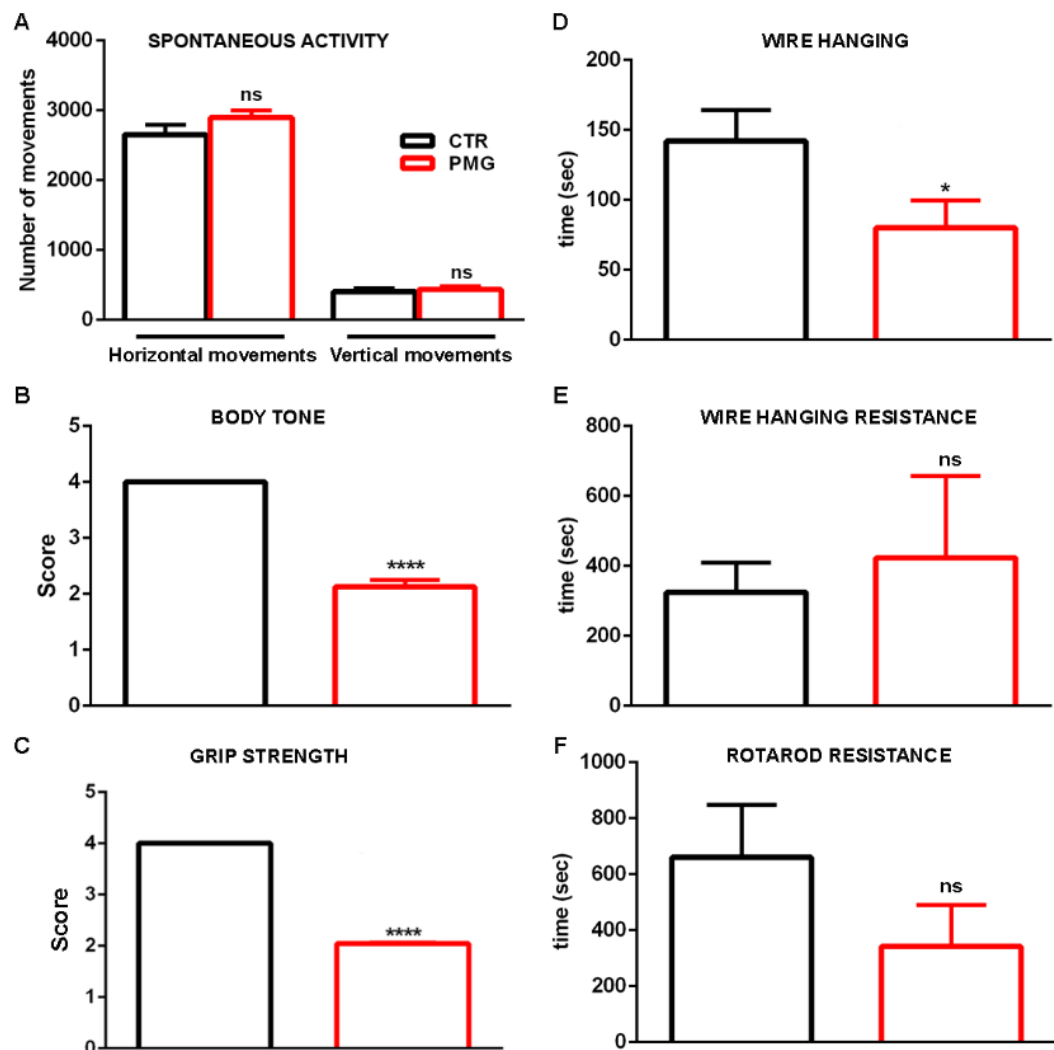 A
SPONTANEOUS ACTIVITY
4000
3000
2000
1000
0
Number of movements
ns
ns
CTR
PMG
Horizontal movements
Vertical movements
B
BODY TONE
5
4
3
2
1
0
Score
****
C
GRIP STRENGTH
5
4
3
2
1
0
Score
****
D
WIRE HANGING
200
150
100
50
0
time (sec)
*
E
WIRE HANGING RESISTANCE
800
600
400
200
0
time (sec)
ns
F
ROTAROD RESISTANCE
1000
800
600
400
200
0
time (sec)
ns